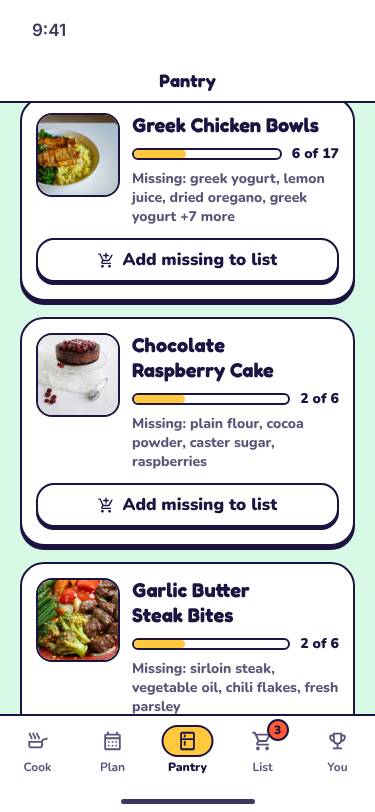 9:41
Pantry
Greek Chicken Bowls
6 of 17
Missing: greek yogurt, lemon
juice, dried oregano, greek
yogurt +7 more
Add missing to list
Chocolate
Raspberry Cake
2 of 6
Missing: plain flour, cocoa
powder, caster sugar,
raspberries
Add missing to list
Garlic Butter
Steak Bites
2 of 6
Missing: sirloin steak,
vegetable oil, chili flakes, fresh
parsley
3
Cook
Plan
Pantry
List
You